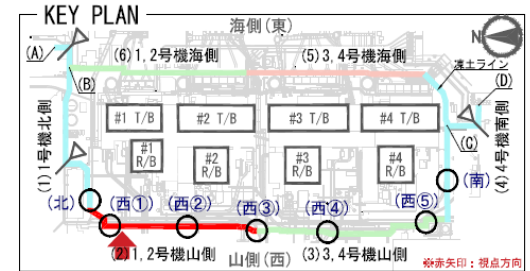 KEY PLAN
海側(東)
N
(A)
(6)1,2号機海側
(5)3,4号機海側
凍土ライン
(B)
(D)
#1 T/B
#2 T/B
#3 T/B
#4 T/B
(C)
#1
R/B
#2
R/B
#3
R/B
#4
R/B
(1)1号機北側
(4)4号機南側
(北)
(西①)
(西②)
(西③)
(西④)
(西⑤)
(南)
(2)1,2号機山側
(3)3,4号機山側
山側(西)
※赤矢印：視点方向